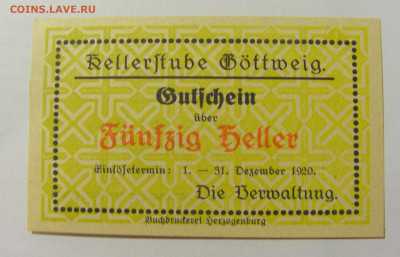 COINS.LAVE.RU
Kellerstube Göttweig.
Gutschein
über
Fünfzig Heller
Einlösetermin: 1. — 31. Dezember 1920.
Die Verwaltung.
Buchdruckerei Herzogenburg